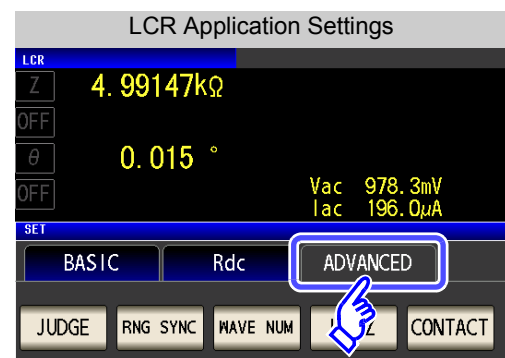 LCR Application Settings
LCR
Z 4.99147kΩ
OFF
θ 0.015 °
OFF
Vac 978.3mV
Iac 196.0μA
SET
BASIC Rdc ADVANCED
JUDGE RNG SYNC WAVE NUM CONTACT